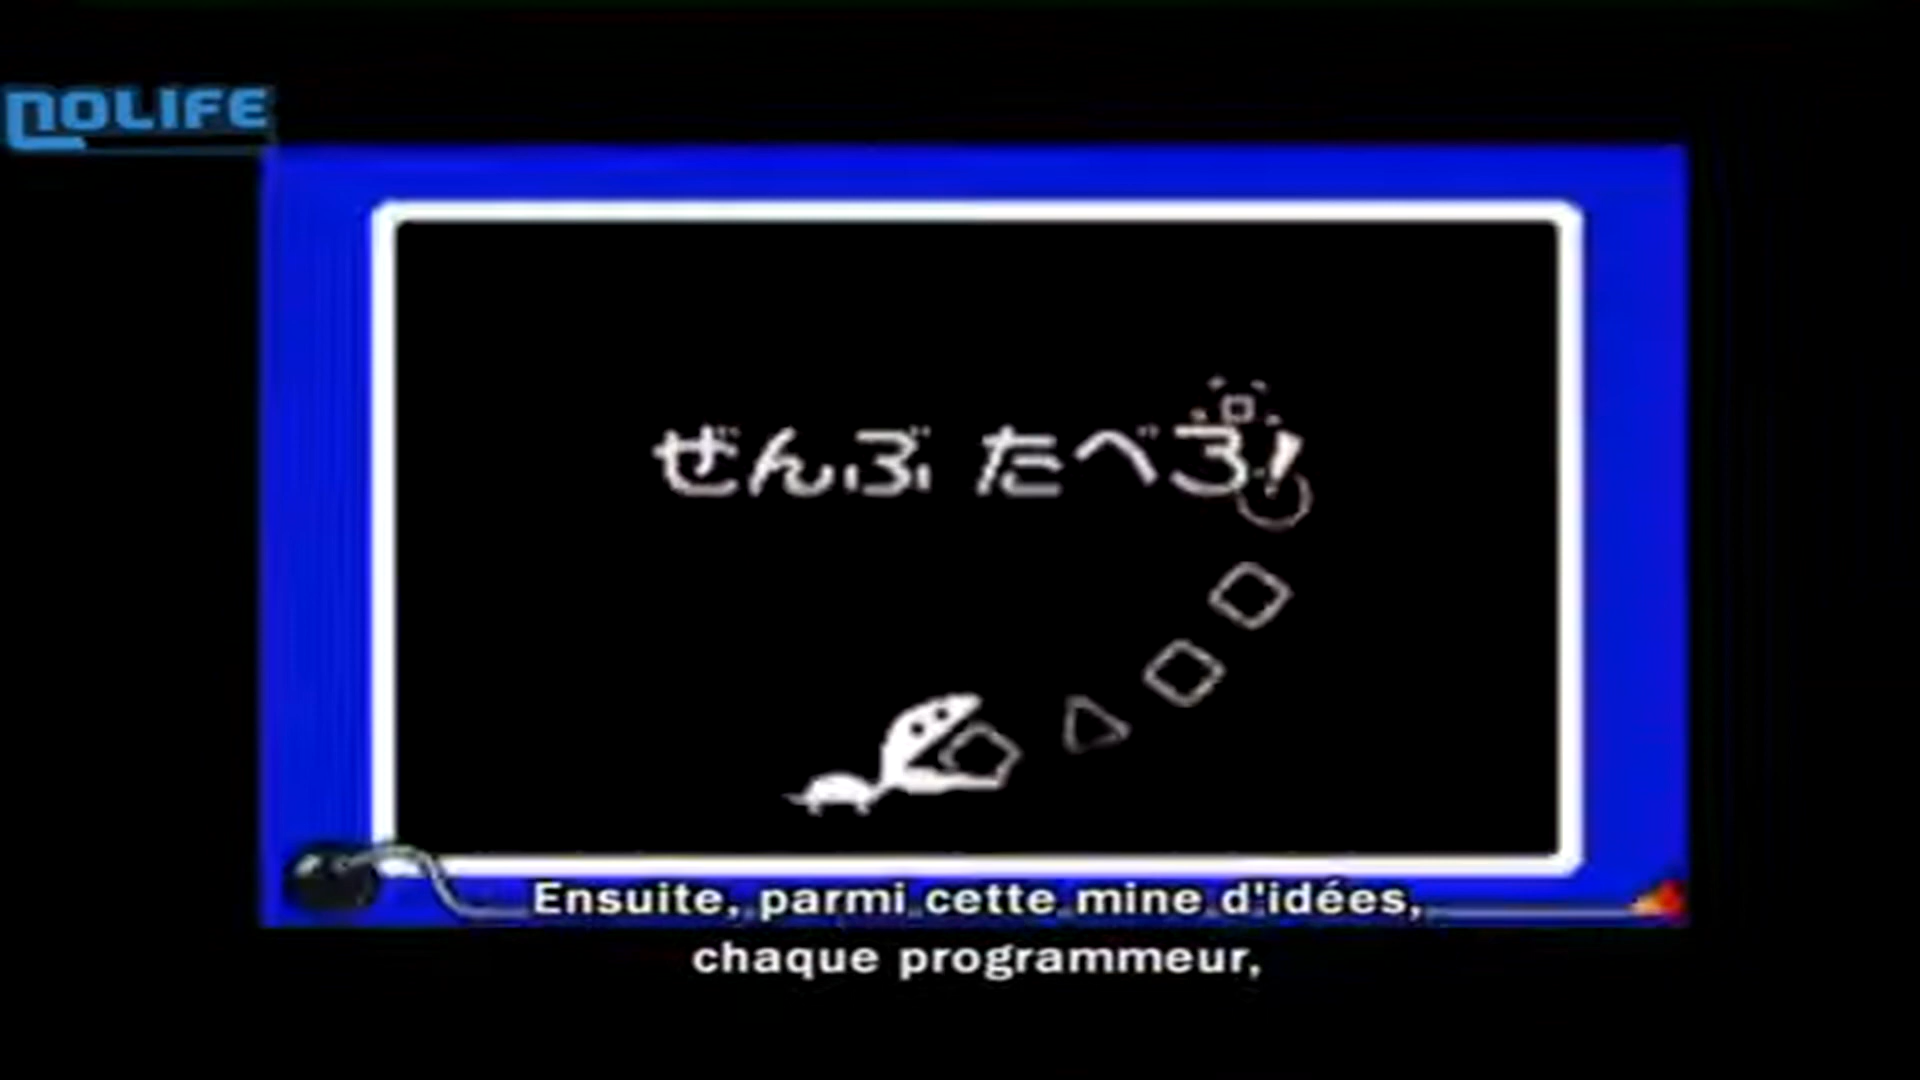 NOLIFE
ぜんぶ たべろ!
Ensuite, parmi cette mine d'idées,
chaque programmeur,